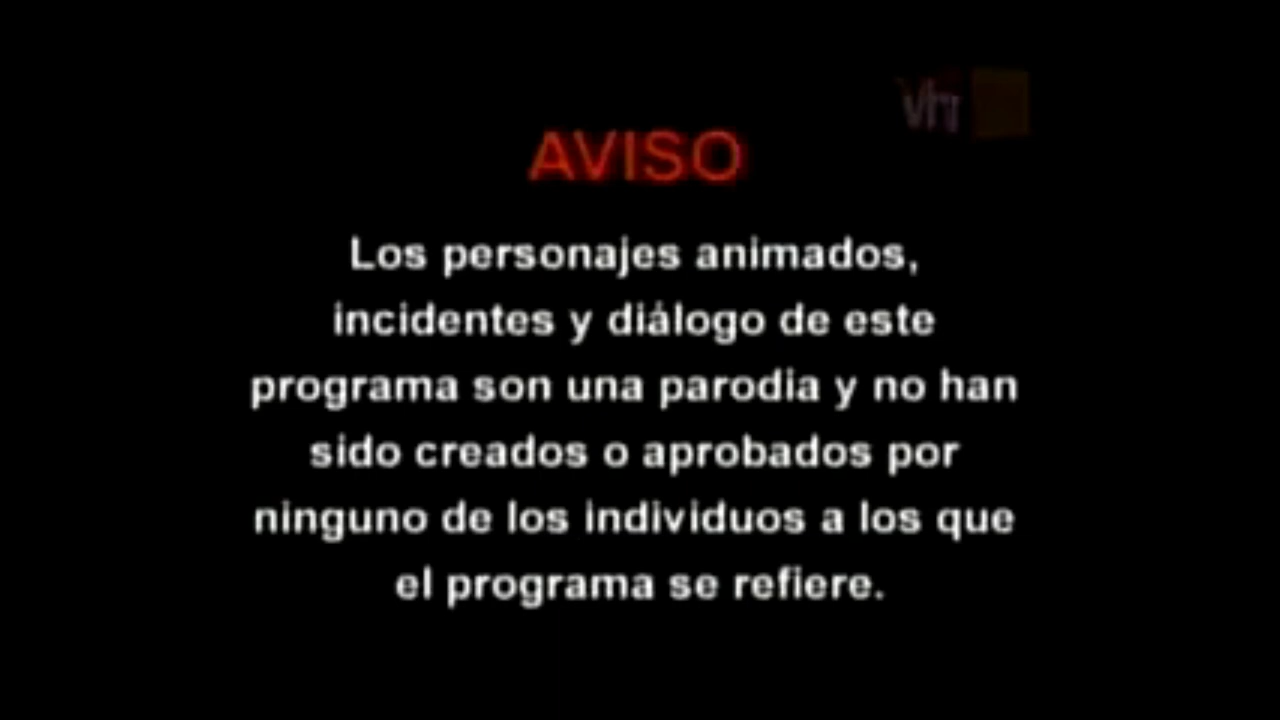 Vh1
AVISO
Los personajes animados,
incidentes y diálogo de este
programa son una parodia y no han
sido creados o aprobados por
ninguno de los individuos a los que
el programa se refiere.